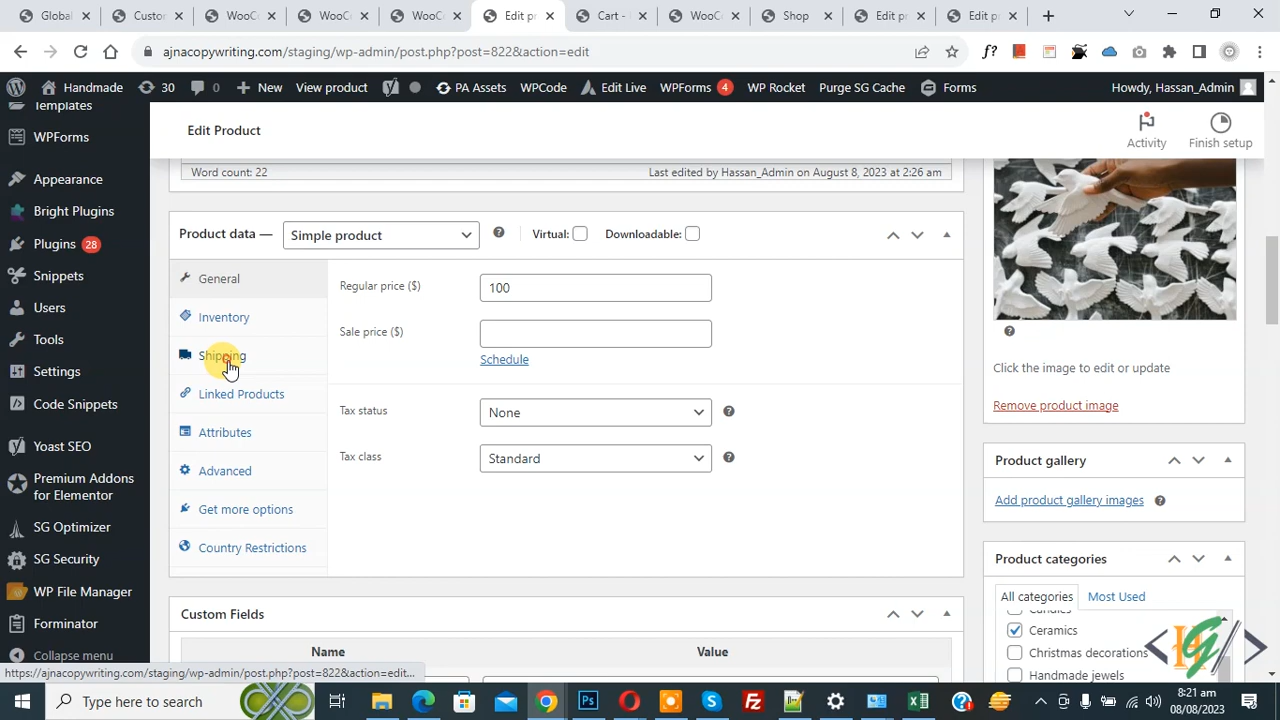 Global
Custor
WooCo
WooCo
WooCo
Edit pr
Cart -
WooCo
Shop
Edit pr
Edit pr
ajnacopywriting.com/staging/wp-admin/post.php?post=822&action=edit
Handmade
30
0
New
View product
PA Assets
WPCode
Edit Live
WPForms 4
WP Rocket
Purge SG Cache
Forms
Howdy, Hassan_Admin
Templates
WPForms
Appearance
Bright Plugins
Plugins 28
Snippets
Users
Tools
Settings
Code Snippets
Yoast SEO
Premium Addons
for Elementor
SG Optimizer
SG Security
WP File Manager
Forminator
Collapse menu
Edit Product
Activity
Finish setup
Word count: 22
Last edited by Hassan_Admin on August 8, 2023 at 2:26 am
Product data —
Simple product
Virtual:
Downloadable:
General
Inventory
Shipping
Linked Products
Attributes
Advanced
Get more options
Country Restrictions
Regular price ($)
100
Sale price ($)
Schedule
Tax status
None
Tax class
Standard
Custom Fields
Name
Value
Click the image to edit or update
Remove product image
Product gallery
Add product gallery images
Product categories
All categories
Most Used
Candles
Ceramics
Christmas decorations
Handmade jewels
https://ajnacopywriting.com/staging/wp-admin/post.php?post=822&action=edit...
Type here to search
8:21 am
08/08/2023